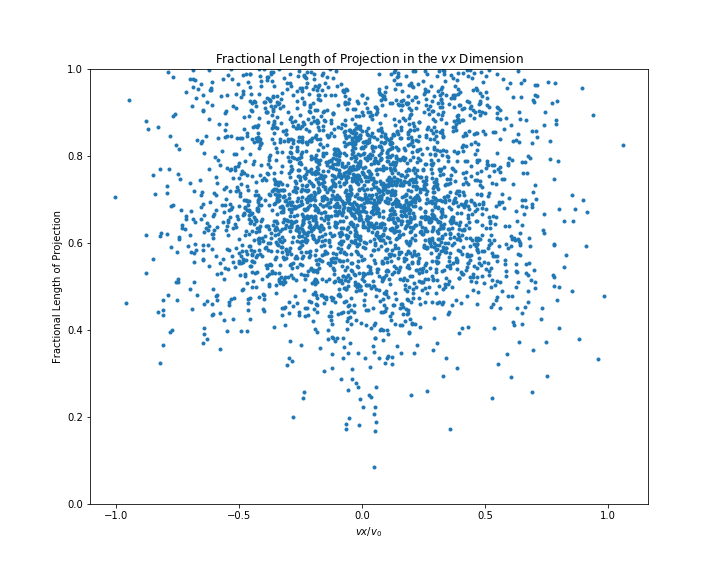 Fractional Length of Projection in the vx Dimension
Fractional Length of Projection
1.0
0.8
0.6
0.4
0.2
0.0
−1.0 −0.5 0.0 0.5 1.0
vx/v₀